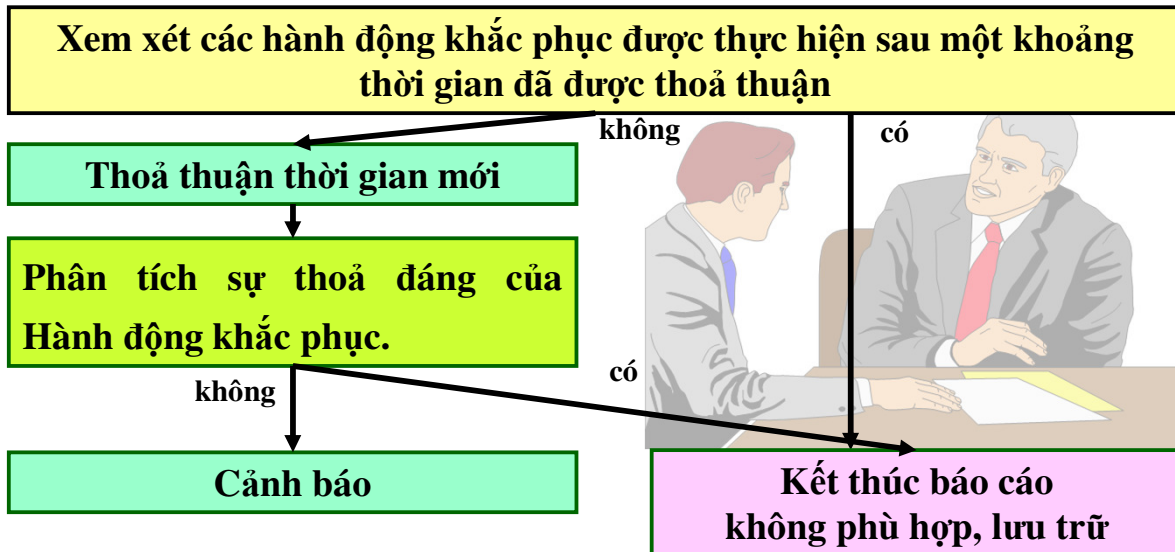 Xem xét các hành động khắc phục được thực hiện sau một khoảng
thời gian đã được thoả thuận
không
có
Thoả thuận thời gian mới
Phân tích sự thoả đáng của
Hành động khắc phục.
có
không
Cảnh báo
Kết thúc báo cáo
không phù hợp, lưu trữ